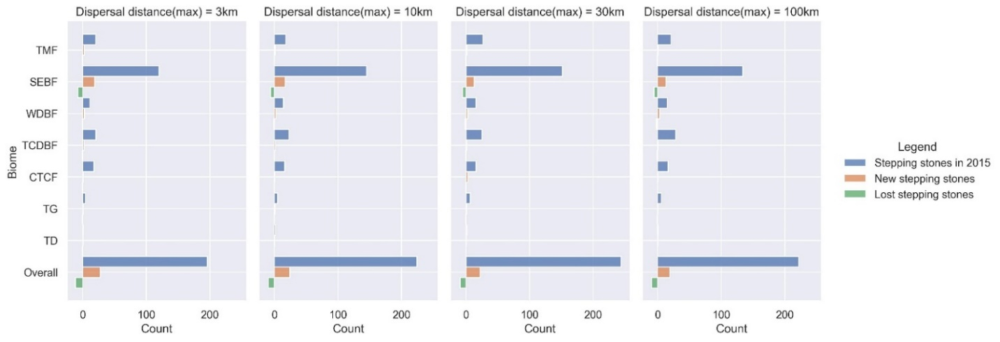 Dispersal distance(max) = 3km
Dispersal distance(max) = 10km
Dispersal distance(max) = 30km
Dispersal distance(max) = 100km
Biome
TMF
SEBF
WDBF
TCDBF
CTCF
TG
TD
Overall
0 100 200
0 100 200
0 100 200
0 100 200
Count
Count
Count
Count
Legend
Stepping stones in 2015
New stepping stones
Lost stepping stones